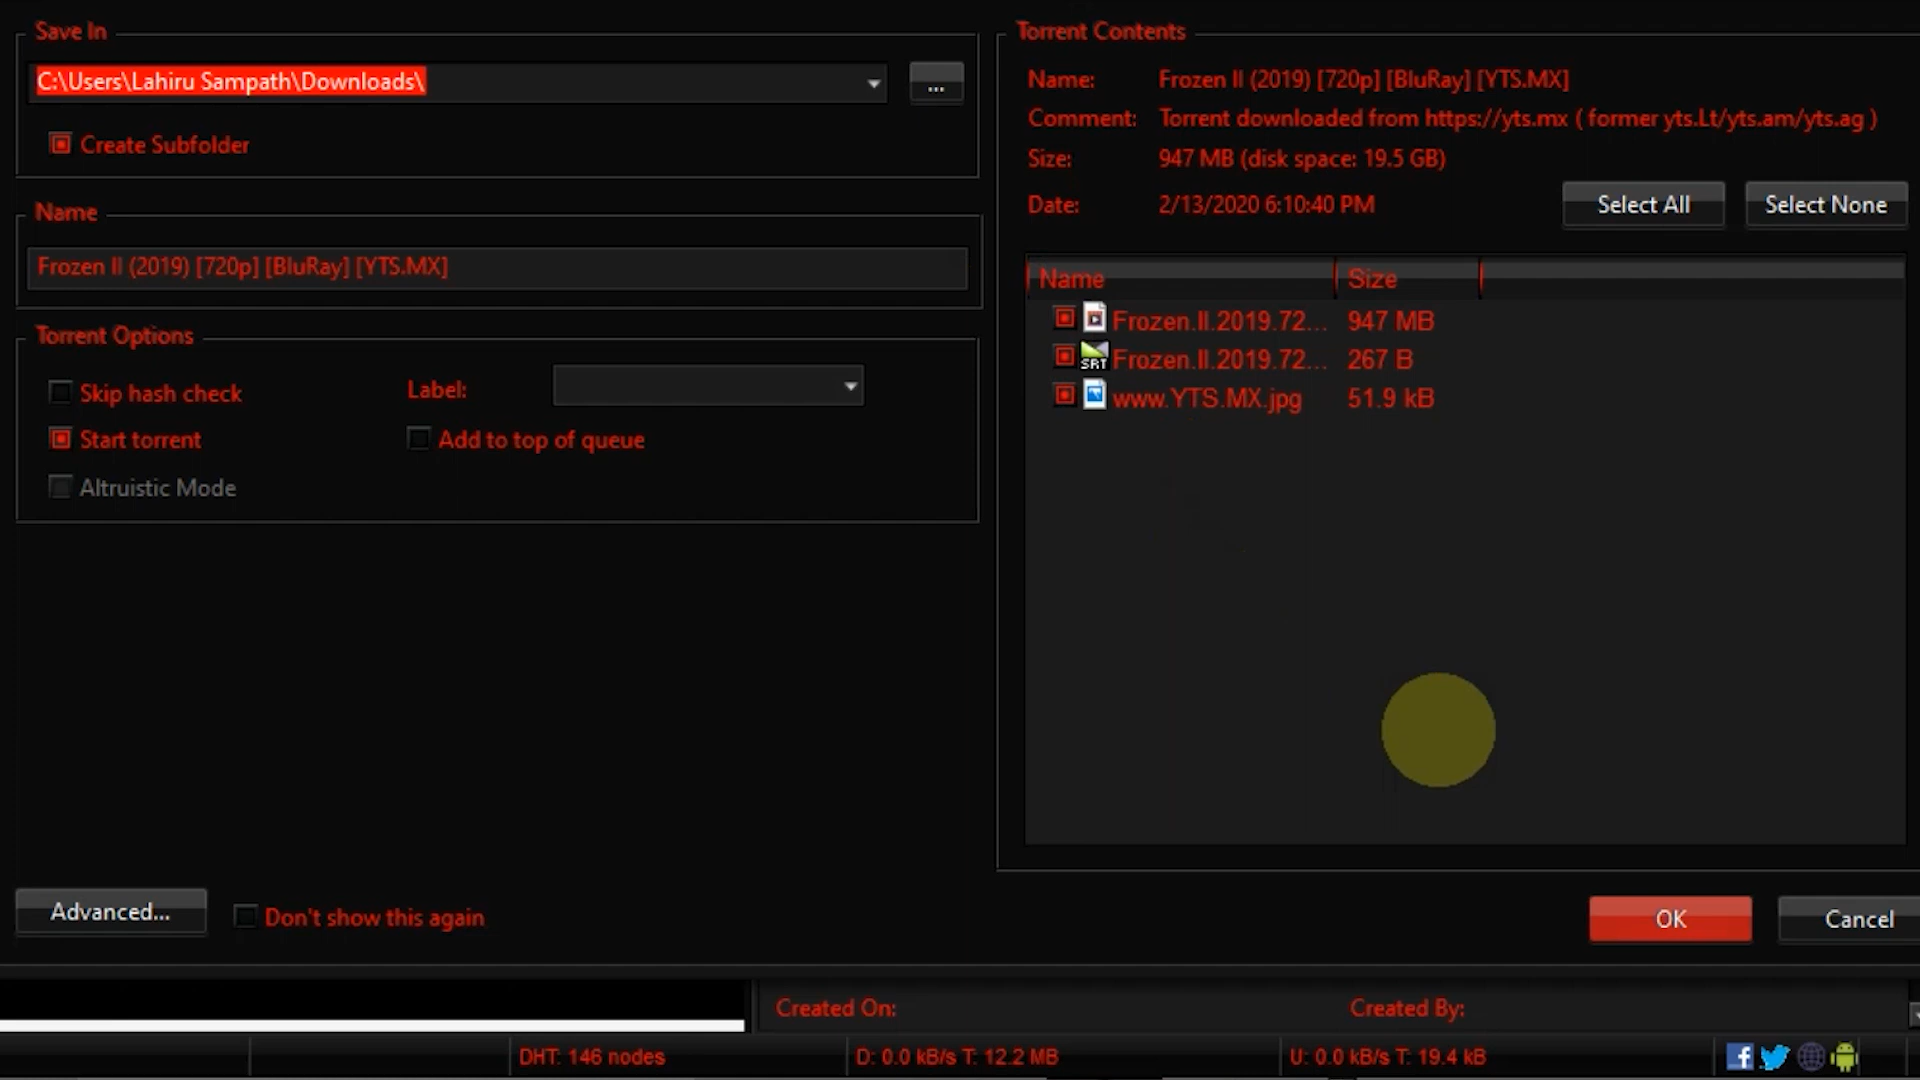 Save In
C:\Users\Lahiru Sampath\Downloads\
...
Create Subfolder
Name
Frozen II (2019) [720p] [BluRay] [YTS.MX]
Torrent Options
Skip hash check
Label:
Start torrent
Add to top of queue
Altruistic Mode
Torrent Contents
Name: Frozen II (2019) [720p] [BluRay] [YTS.MX]
Comment: Torrent downloaded from https://yts.mx ( former yts.Lt/yts.am/yts.ag )
Size: 947 MB (disk space: 19.5 GB)
Date: 2/13/2020 6:10:40 PM
Select All
Select None
Name Size
Frozen.II.2019.72... 947 MB
SRT Frozen.II.2019.72... 267 B
www.YTS.MX.jpg 51.9 kB
Advanced...
Don't show this again
OK
Cancel
Created On:
Created By:
DHT: 146 nodes
D: 0.0 kB/s T: 12.2 MB
U: 0.0 kB/s T: 19.4 kB